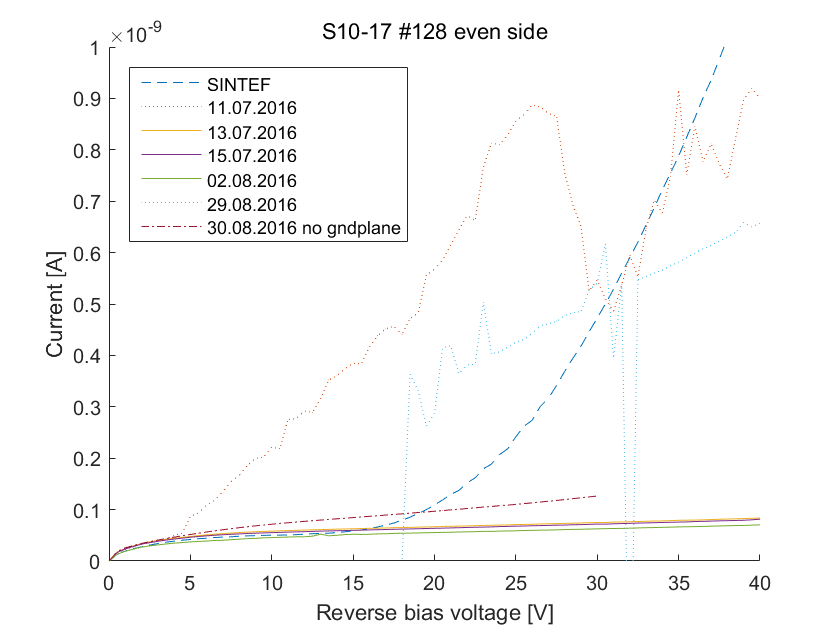 S10-17 #128 even side
×10^-9
1
0.9
0.8
0.7
0.6
0.5
0.4
0.3
0.2
0.1
0
SINTEF
11.07.2016
13.07.2016
15.07.2016
02.08.2016
29.08.2016
30.08.2016 no gndplane
Current [A]
0 5 10 15 20 25 30 35 40
Reverse bias voltage [V]